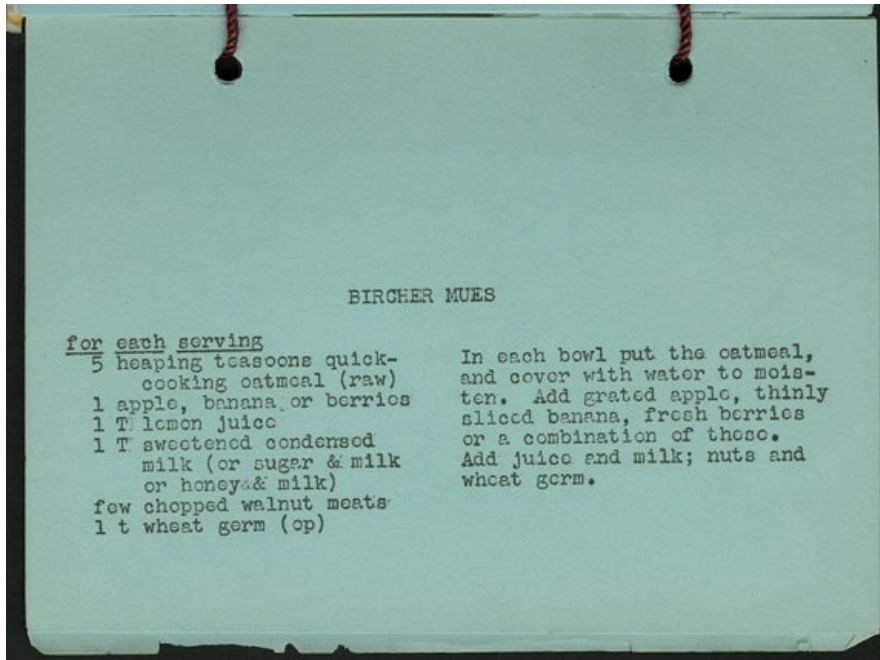 BIRCHER MUES
for each serving
5 heaping teasoons quick-
cooking oatmeal (raw)
1 apple, banana or berries
1 T lemon juice
1 T sweetened condensed
milk (or sugar & milk
or honey & milk)
few chopped walnut meats
1 t wheat germ (op)
In each bowl put the oatmeal,
and cover with water to mois-
ten. Add grated apple, thinly
sliced banana, fresh berries
or a combination of these.
Add juice and milk; nuts and
wheat germ.